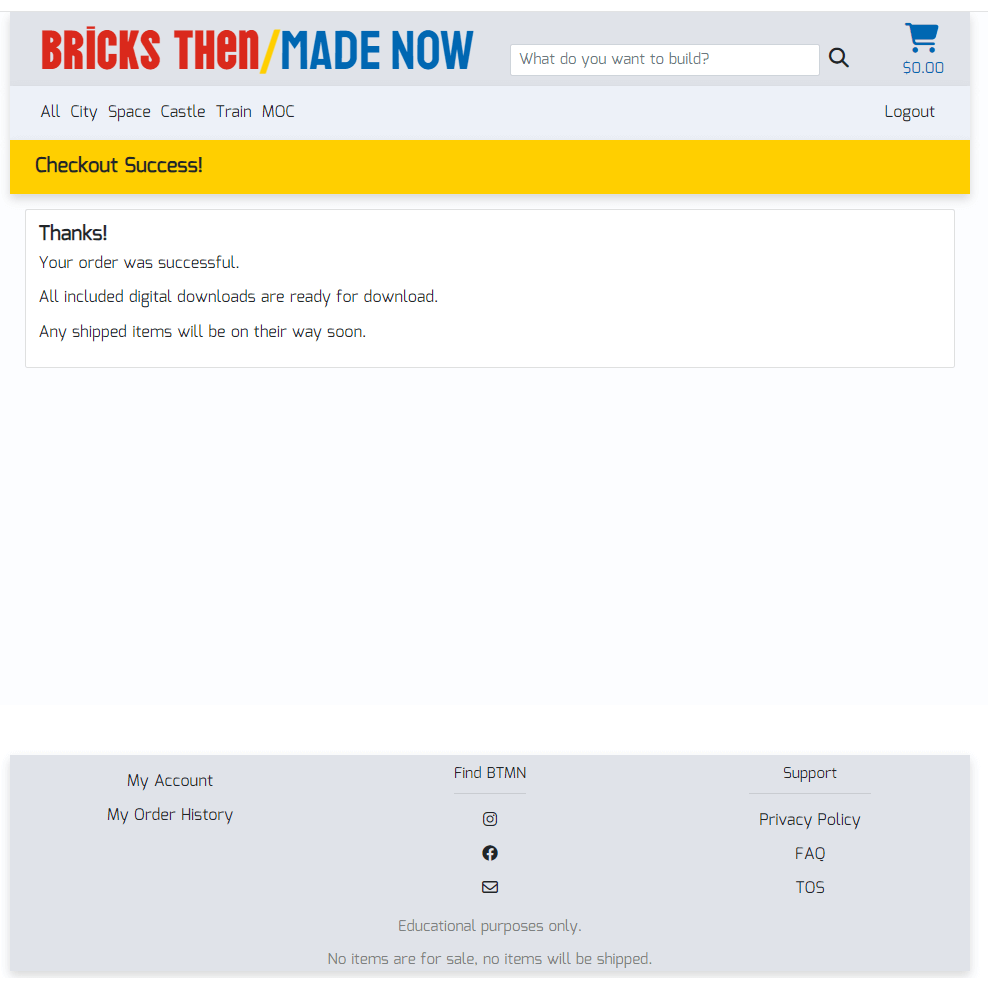 BRICKS THEN/MADE NOW
What do you want to build?
$0.00
All City Space Castle Train MOC Logout
Checkout Success!
Thanks!
Your order was successful.
All included digital downloads are ready for download.
Any shipped items will be on their way soon.
My Account
My Order History
Find BTMN
Support
Privacy Policy
FAQ
TOS
Educational purposes only.
No items are for sale, no items will be shipped.